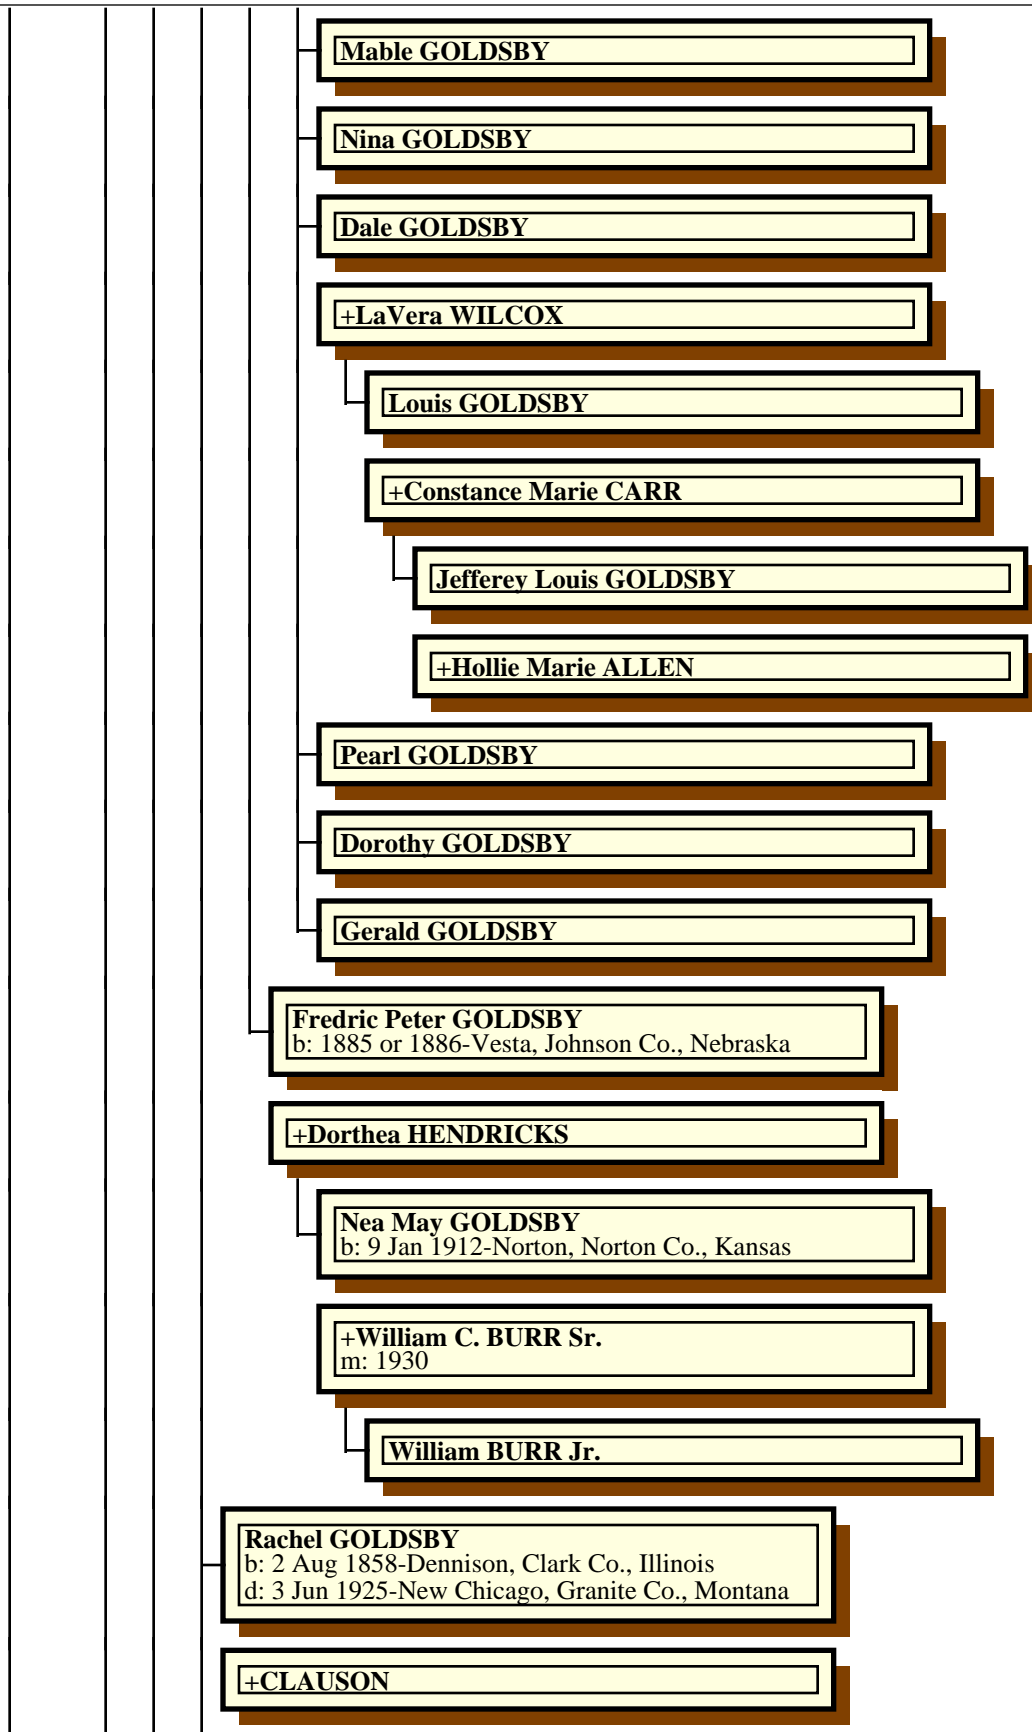 Mable GOLDSBY
Nina GOLDSBY
Dale GOLDSBY
+LaVera WILCOX
Louis GOLDSBY
+Constance Marie CARR
Jefferey Louis GOLDSBY
+Hollie Marie ALLEN
Pearl GOLDSBY
Dorothy GOLDSBY
Gerald GOLDSBY
Fredric Peter GOLDSBY
b: 1885 or 1886-Vesta, Johnson Co., Nebraska
+Dorthea HENDRICKS
Nea May GOLDSBY
b: 9 Jan 1912-Norton, Norton Co., Kansas
+William C. BURR Sr.
m: 1930
William BURR Jr.
Rachel GOLDSBY
b: 2 Aug 1858-Dennison, Clark Co., Illinois
d: 3 Jun 1925-New Chicago, Granite Co., Montana
+CLAUSON